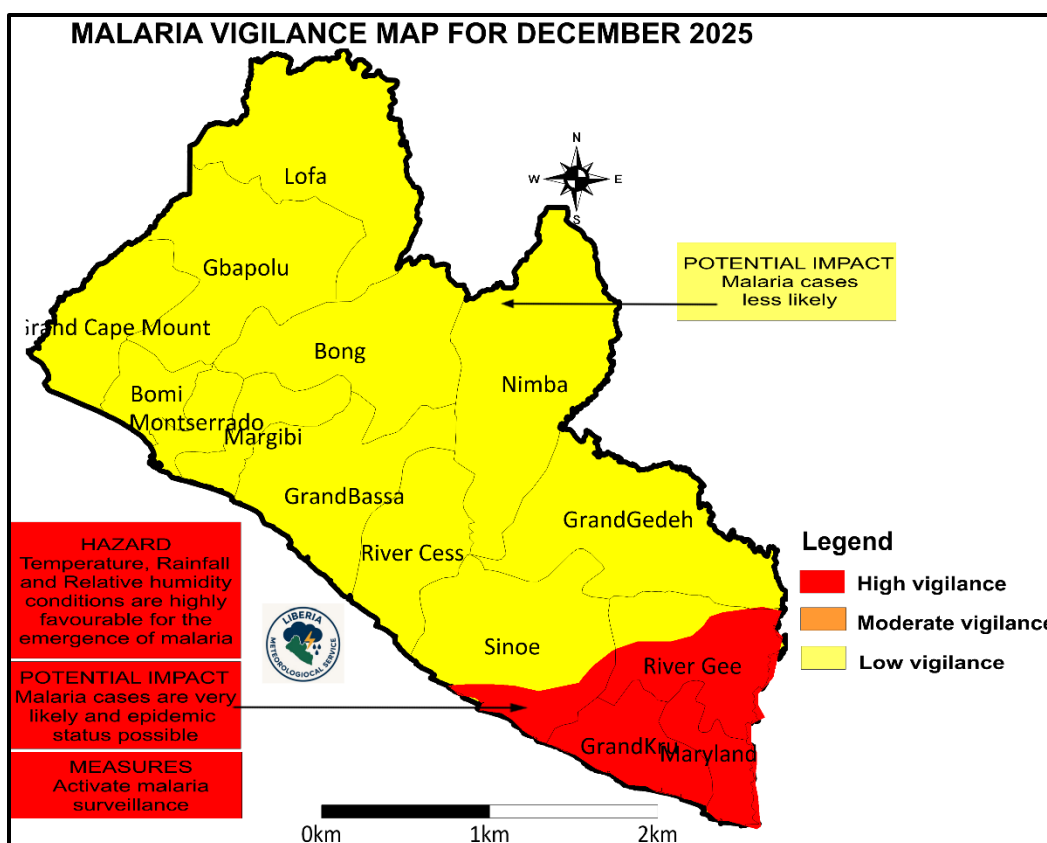 MALARIA VIGILANCE MAP FOR DECEMBER 2025
N
W
E
S
Lofa
Gbapolu
POTENTIAL IMPACT
Malaria cases
less likely
Grand Cape Mount
Bong
Nimba
Bomi
Montserrado
Margibi
GrandBassa
GrandGedeh
River Cess
HAZARD
Temperature, Rainfall
and Relative humidity
conditions are highly
favourable for the
emergence of malaria
Legend
High vigilance
Moderate vigilance
Low vigilance
LIBERIA
METEOROLOGIOCAL SERVICE
Sinoe
River Gee
POTENTIAL IMPACT
Malaria cases are very
likely and epidemic
status possible
GrandKru
Maryland
MEASURES
Activate malaria
surveillance
0km
1km
2km